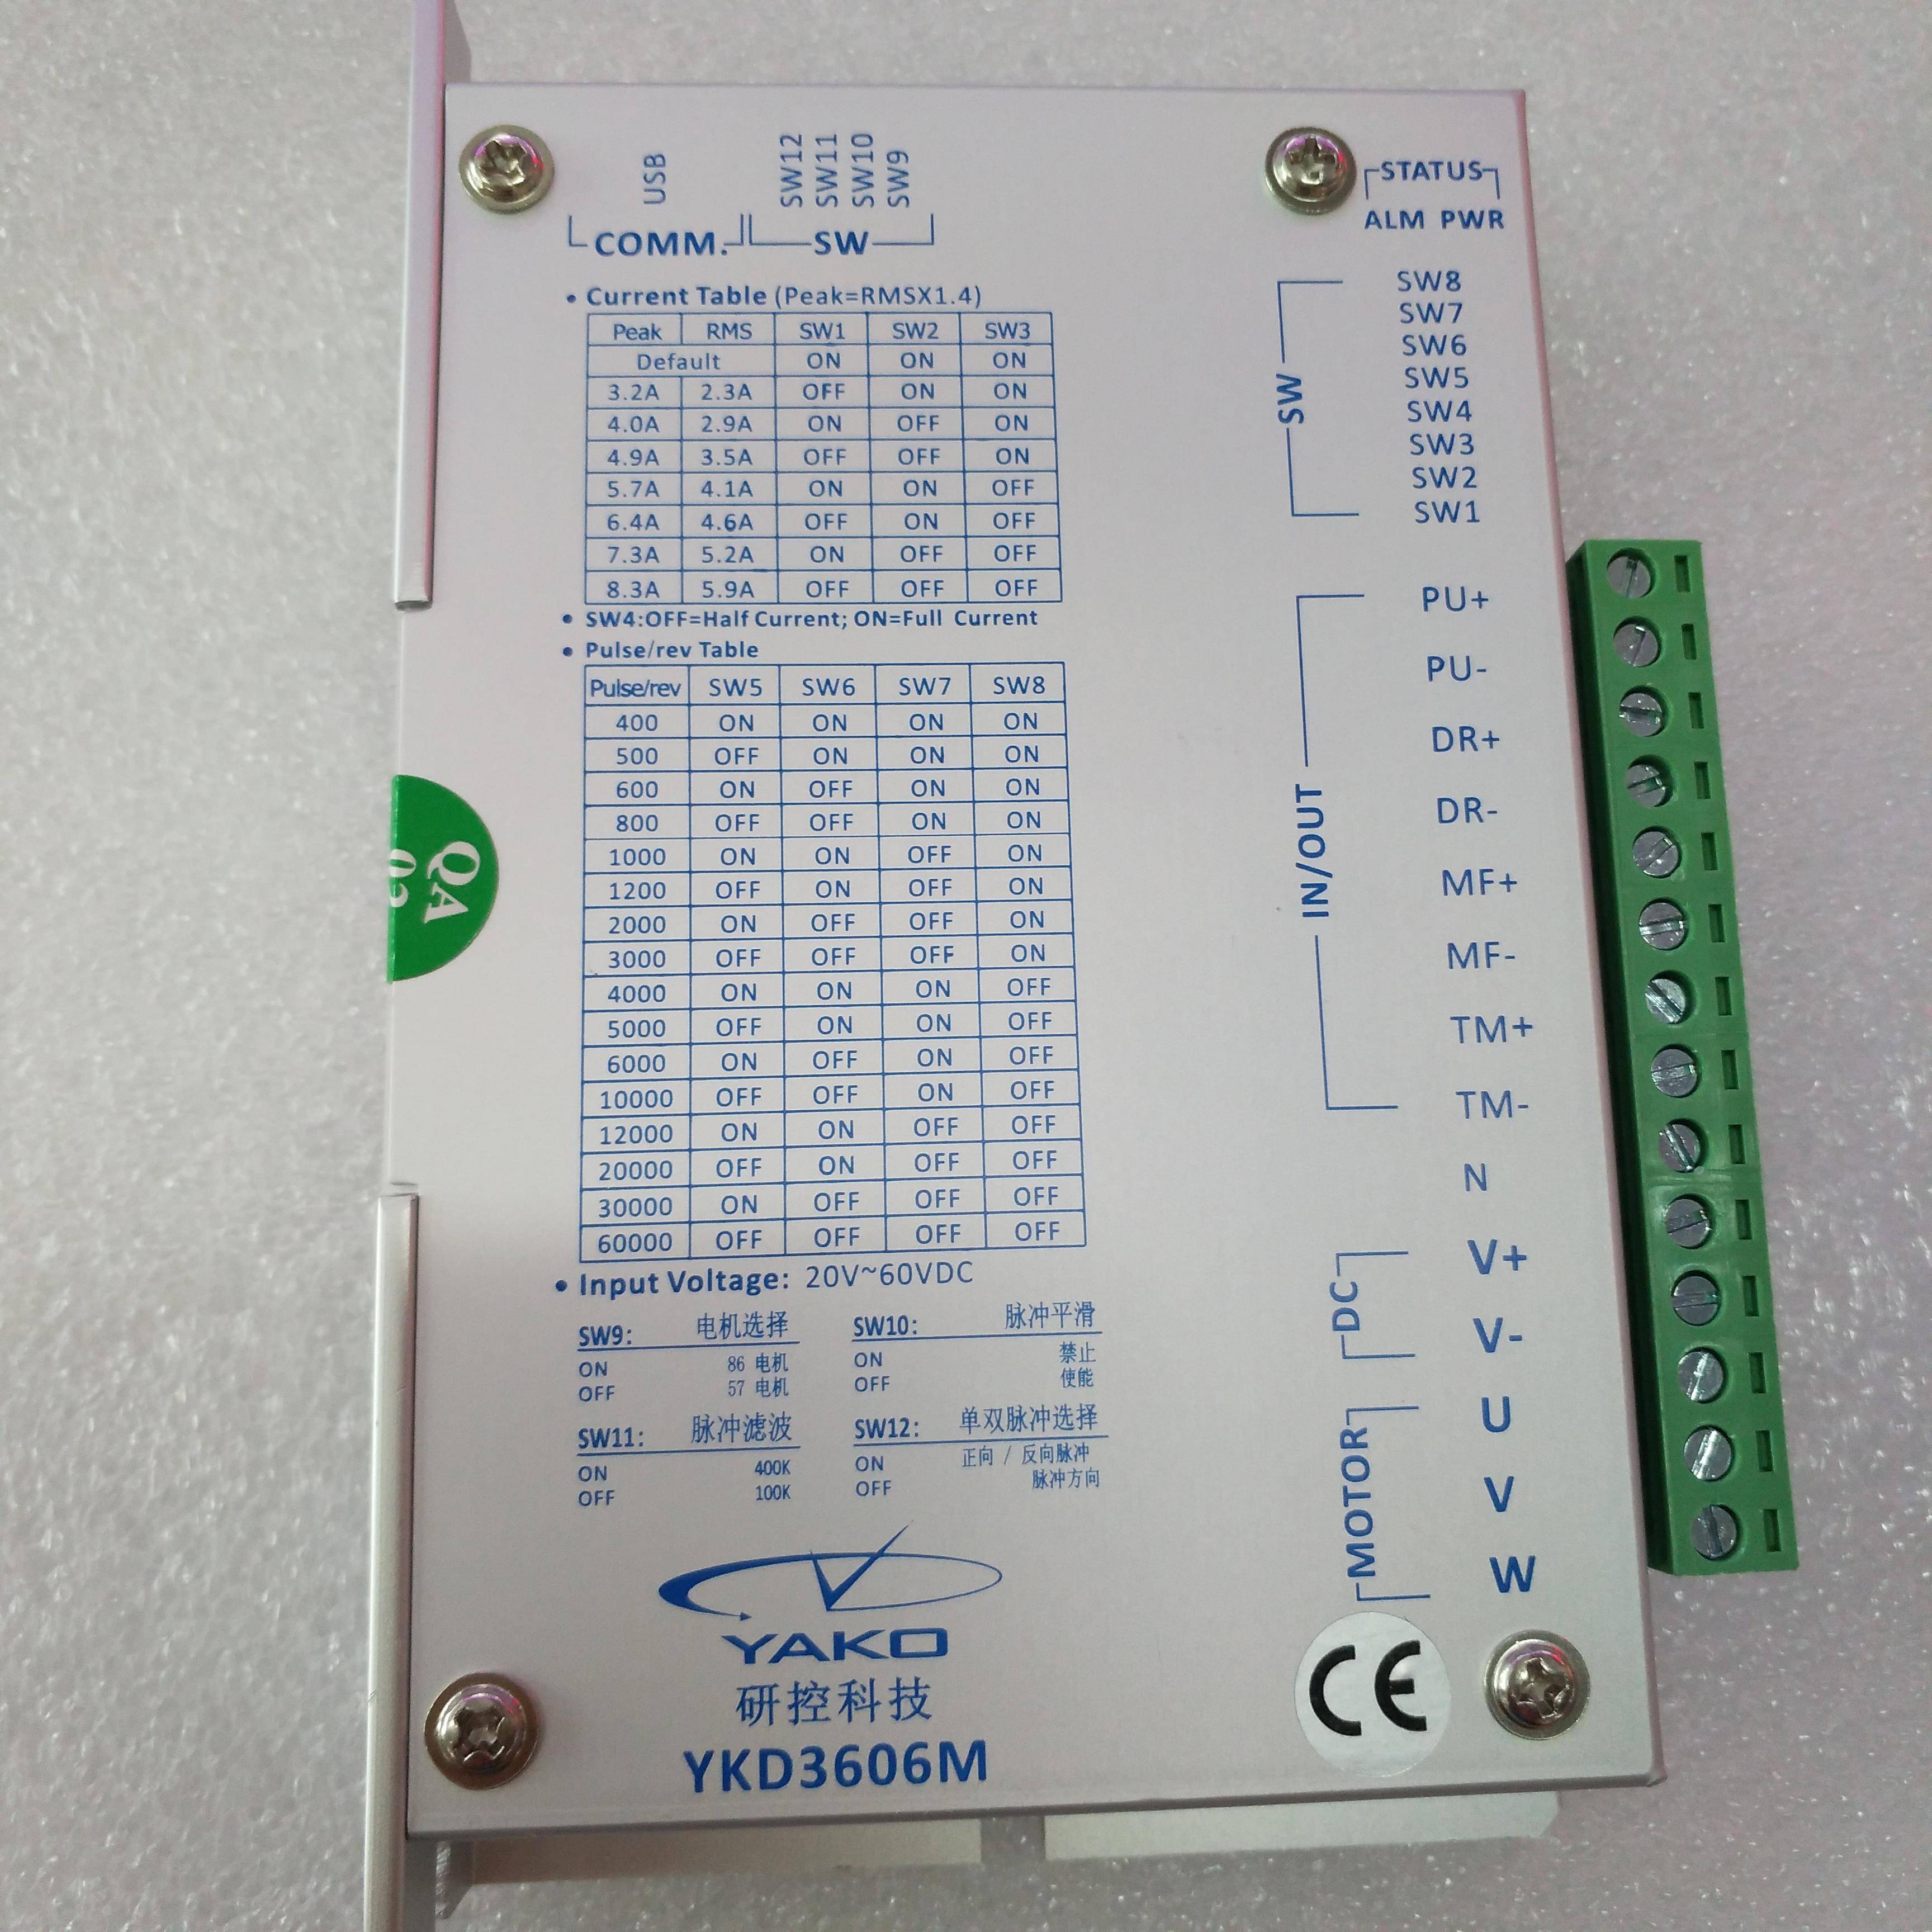 USB
SW12
SW11
SW10
SW9
COMM.
SW
STATUS
ALM PWR
• Current Table (Peak=RMSX1.4)
Peak RMS SW1 SW2 SW3
Default ON ON ON
3.2A 2.3A OFF ON ON
4.0A 2.9A ON OFF ON
4.9A 3.5A OFF OFF ON
5.7A 4.1A ON ON OFF
6.4A 4.6A OFF ON OFF
7.3A 5.2A ON OFF OFF
8.3A 5.9A OFF OFF OFF
• SW4:OFF=Half Current; ON=Full Current
• Pulse/rev Table
Pulse/rev SW5 SW6 SW7 SW8
400 ON ON ON ON
500 OFF ON ON ON
600 ON OFF ON ON
800 OFF OFF ON ON
1000 ON ON OFF ON
1200 OFF ON OFF ON
2000 ON OFF OFF ON
3000 OFF OFF OFF ON
4000 ON ON ON OFF
5000 OFF ON ON OFF
6000 ON OFF ON OFF
10000 OFF OFF ON OFF
12000 ON ON OFF OFF
20000 OFF ON OFF OFF
30000 ON OFF OFF OFF
60000 OFF OFF OFF OFF
• Input Voltage: 20V~60VDC
SW9: 电机选择
ON 86 电机
OFF 57 电机
SW10: 脉冲平滑
ON 禁止
OFF 使能
SW11: 脉冲滤波
ON 400K
OFF 100K
SW12: 单双脉冲选择
ON 正向 / 反向脉冲
OFF 脉冲方向
YAKO
研控科技
YKD3606M
SW
SW8
SW7
SW6
SW5
SW4
SW3
SW2
SW1
IN/OUT
PU+
PU-
DR+
DR-
MF+
MF-
TM+
TM-
N
DC
V+
V-
MOTOR
U
V
W
CE
QA